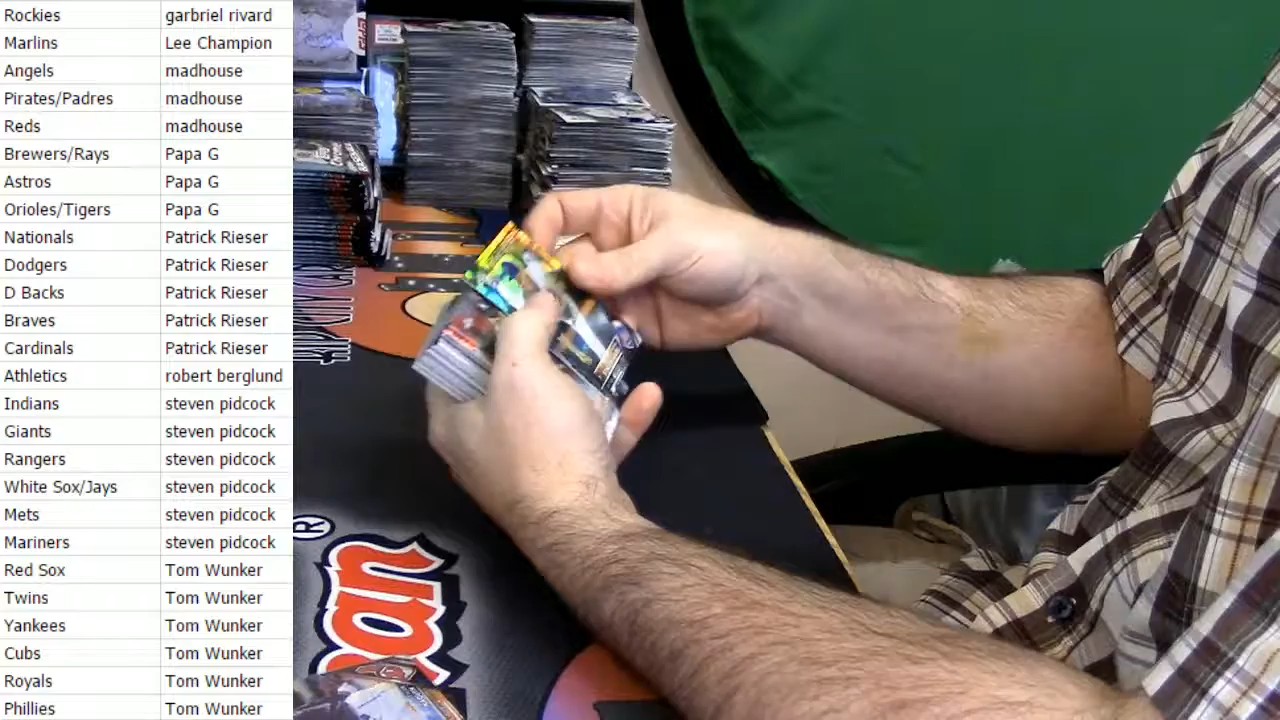 Rockies garbriel rivard
Marlins Lee Champion
Angels madhouse
Pirates/Padres madhouse
Reds madhouse
Brewers/Rays Papa G
Astros Papa G
Orioles/Tigers Papa G
Nationals Patrick Rieser
Dodgers Patrick Rieser
D Backs Patrick Rieser
Braves Patrick Rieser
Cardinals Patrick Rieser
Athletics robert berglund
Indians steven pidcock
Giants steven pidcock
Rangers steven pidcock
White Sox/Jays steven pidcock
Mets steven pidcock
Mariners steven pidcock
Red Sox Tom Wunker
Twins Tom Wunker
Yankees Tom Wunker
Cubs Tom Wunker
Royals Tom Wunker
Phillies Tom Wunker
RIP CITY
®